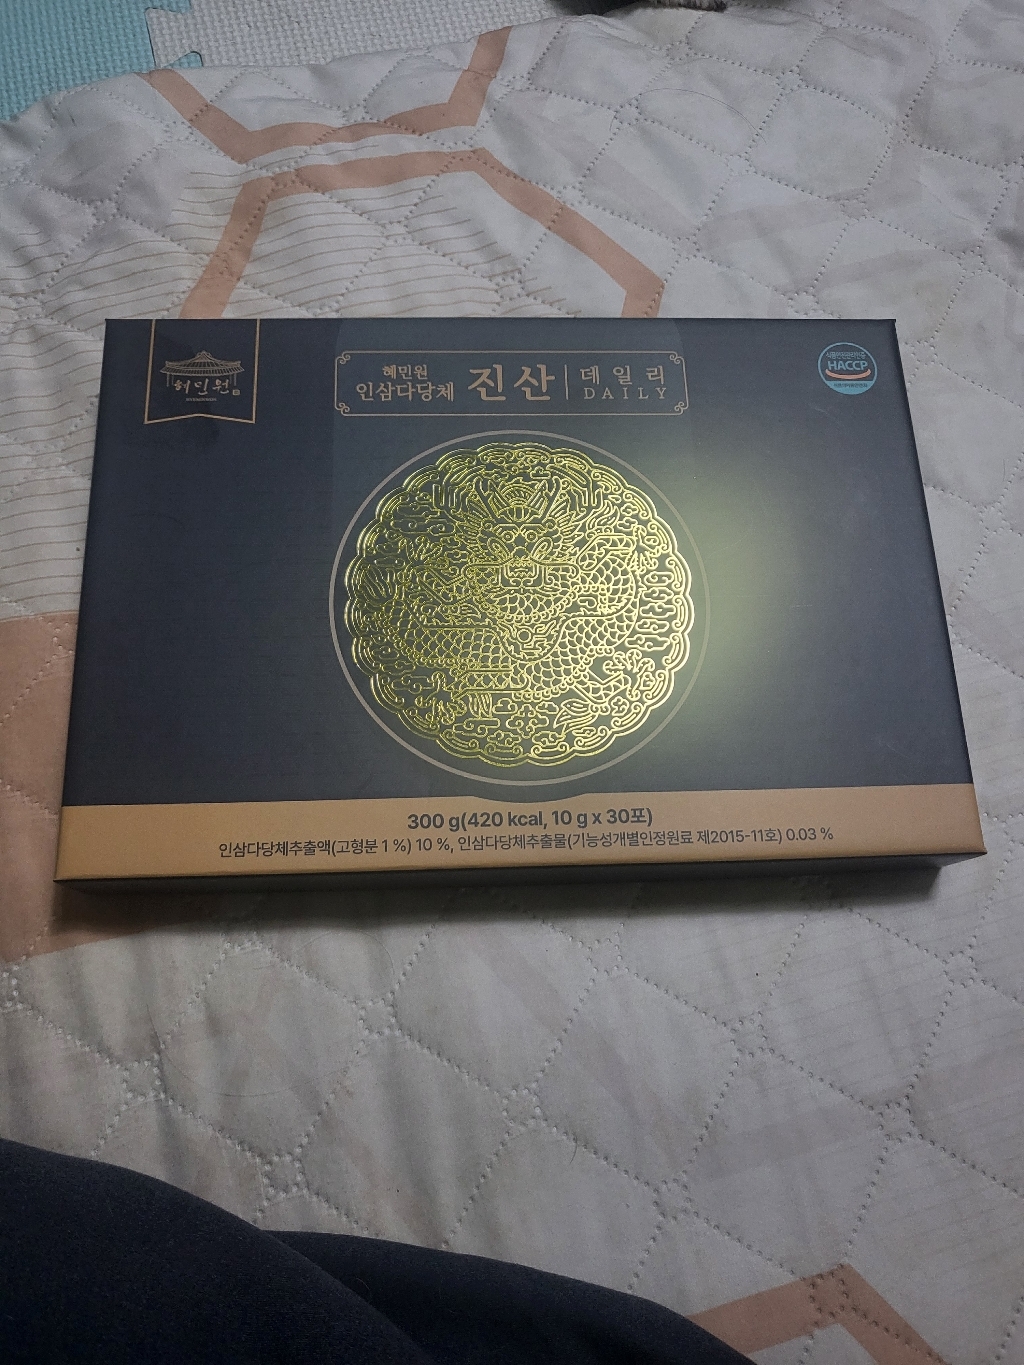 혜민원
혜민원
인삼다당체 진산 데일리
DAILY
HACCP
300 g(420 kcal, 10 g x 30포)
인삼다당체추출액(고형분 1 %) 10 %, 인삼다당체추출물(기능성개별인정원료 제2015-11호) 0.03 %